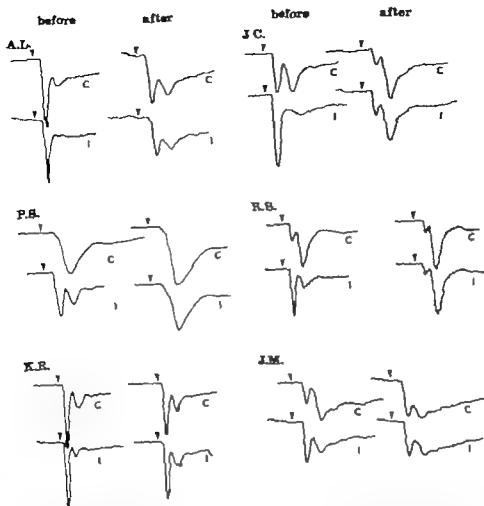 before after before after
A.L. J.C.
C C C C
I I I I
P.S. R.S.
C C C C
I I I I
K.R. J.M.
C C C C
I I I I